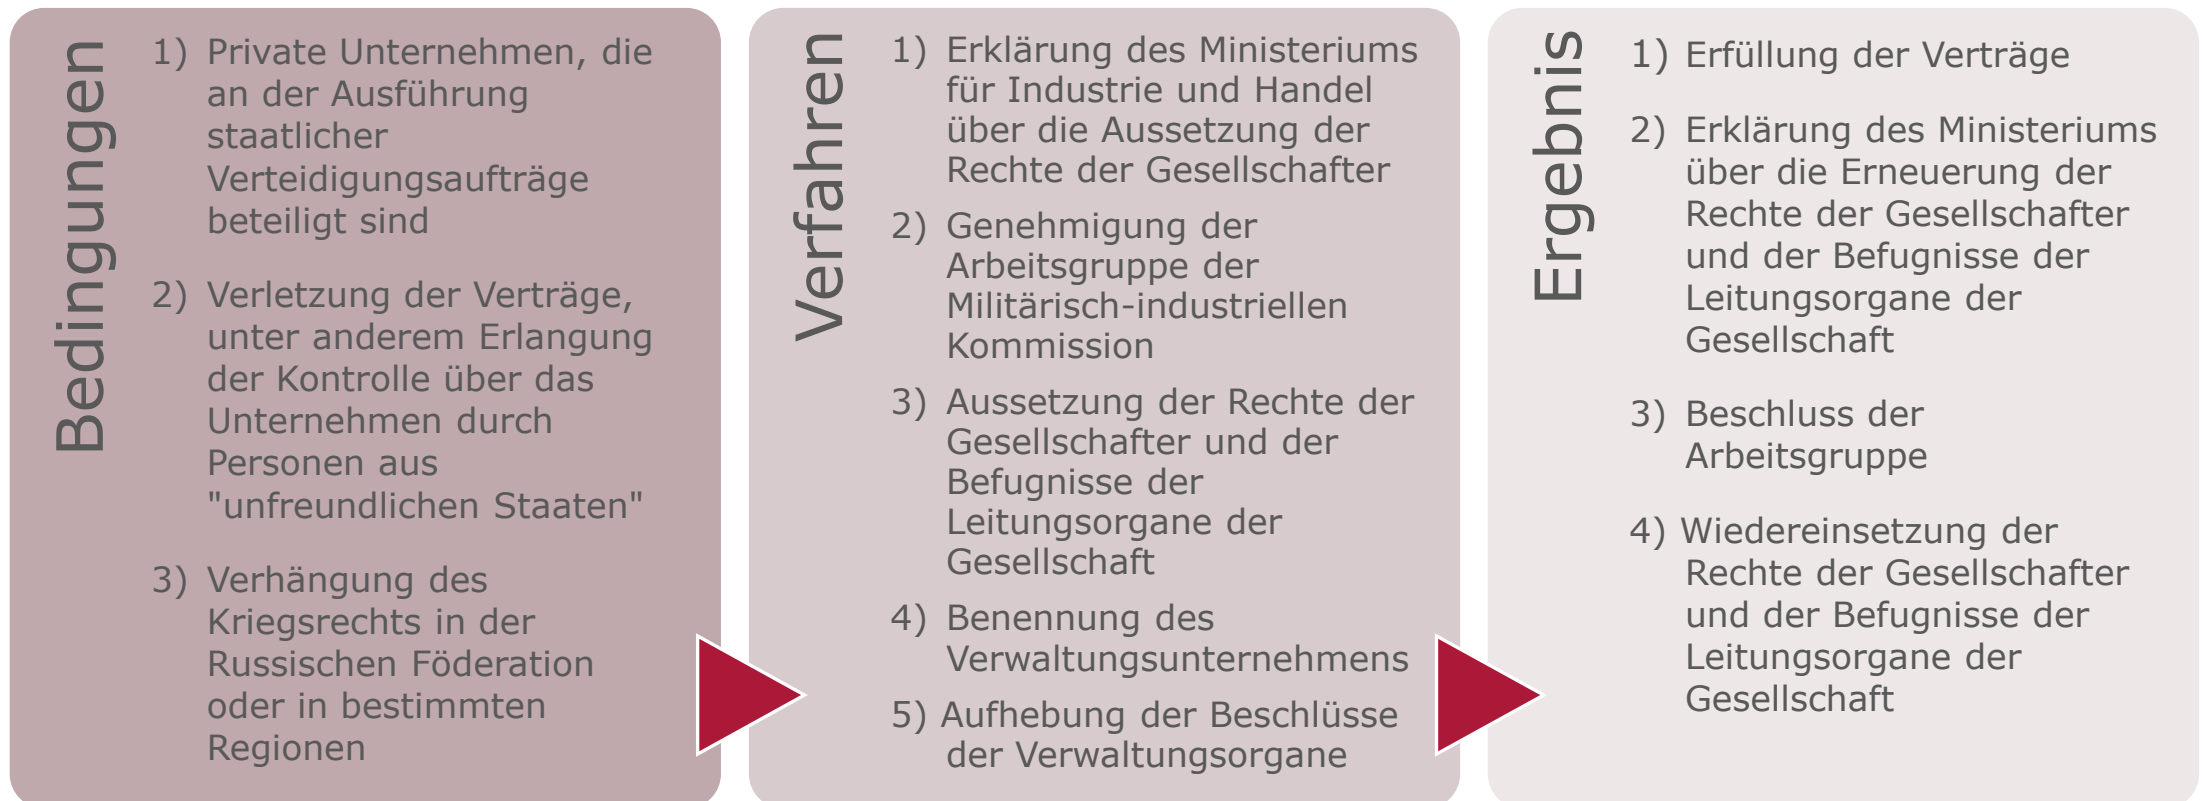 Bedingungen
1) Private Unternehmen, die
an der Ausführung
staatlicher
Verteidigungsaufträge
beteiligt sind
2) Verletzung der Verträge,
unter anderem Erlangung
der Kontrolle über das
Unternehmen durch
Personen aus
"unfreundlichen Staaten"
3) Verhängung des
Kriegsrechts in der
Russischen Föderation
oder in bestimmten
Regionen
Verfahren
1) Erklärung des Ministeriums
für Industrie und Handel
über die Aussetzung der
Rechte der Gesellschafter
2) Genehmigung der
Arbeitsgruppe der
Militärisch-industriellen
Kommission
3) Aussetzung der Rechte der
Gesellschafter und der
Befugnisse der
Leitungsorgane der
Gesellschaft
4) Benennung des
Verwaltungsunternehmens
5) Aufhebung der Beschlüsse
der Verwaltungsorgane
Ergebnis
1) Erfüllung der Verträge
2) Erklärung des Ministeriums
über die Erneuerung der
Rechte der Gesellschafter
und der Befugnisse der
Leitungsorgane der
Gesellschaft
3) Beschluss der
Arbeitsgruppe
4) Wiedereinsetzung der
Rechte der Gesellschafter
und der Befugnisse der
Leitungsorgane der
Gesellschaft